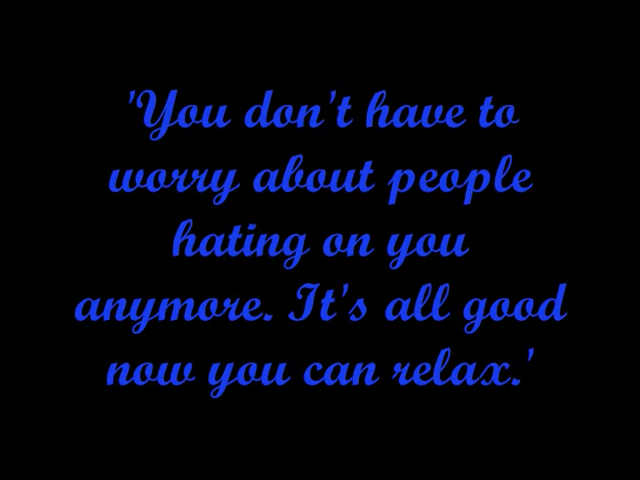 'You don't have to
worry about people
hating on you
anymore. It's all good
now you can relax.'